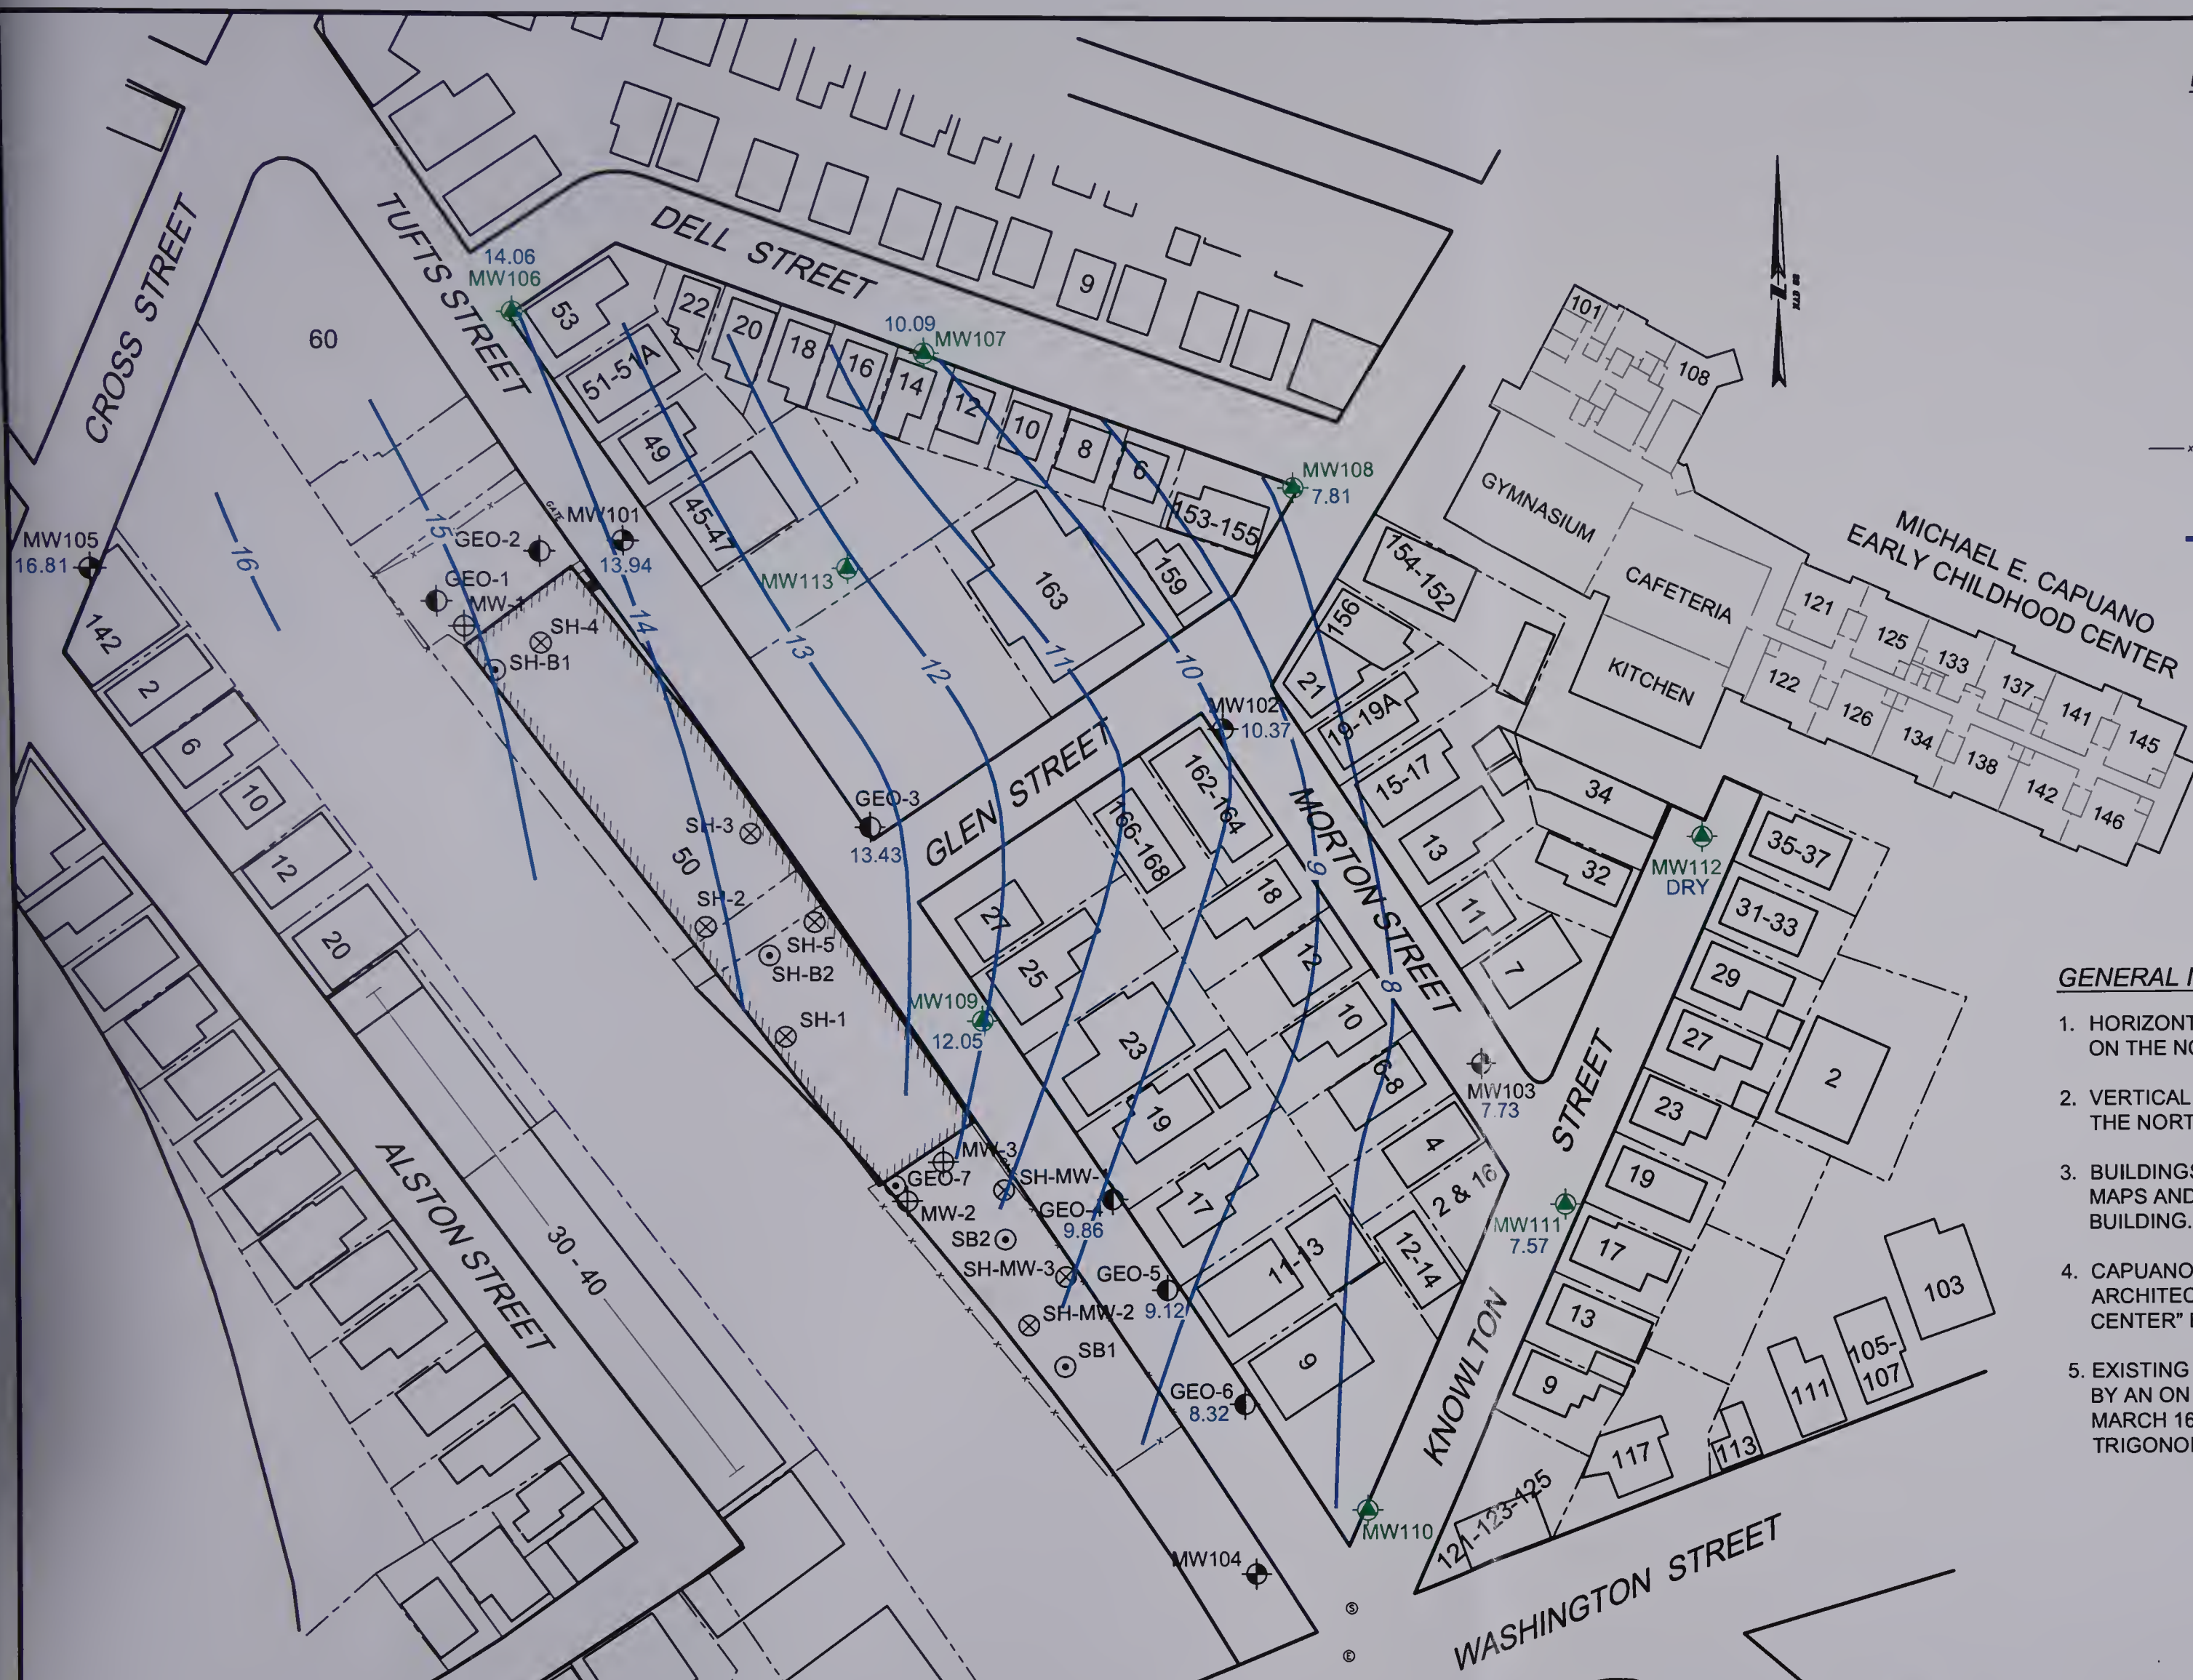 CROSS STREET
TUFTS STREET
DELL STREET
GLEN STREET
MORTON STREET
ALSTON STREET
KNOWLTON STREET
WASHINGTON STREET
14.06
MW106
10.09
MW107
MW108
7.81
MW105
16.81
GEO-2
MW101
13.94
GEO-1
MW-1
SH-4
SH-B1
MW113
MW102
10.37
GEO-3
13.43
SH-3
SH-2
SH-5
SH-B2
SH-1
MW109
12.05
MW112
DRY
MW103
7.73
MW-3
GEO-7
MW-2
SH-MW-1
GEO-4
9.86
SB2
SH-MW-3
GEO-5
9.12
SH-MW-2
SB1
GEO-6
8.32
MW111
7.57
MW110
MW104
16
15
14
13
12
11
10
9
8
60
53
51-51A
49
45-47
22
20
18
16
14
12
10
8
6
153-155
159
163
9
154-152
156
21
19-19A
15-17
13
11
7
34
32
162-164
166-168
18
12
10
6-8
4
2 & 16
12-14
27
25
23
19
17
11-13
9
50
142
2
6
10
12
20
30 - 40
35-37
31-33
29
27
23
19
17
13
9
2
103
105-
107
111
113
117
121-123-125
101
108
GYMNASIUM
CAFETERIA
KITCHEN
MICHAEL E. CAPUANO
EARLY CHILDHOOD CENTER
121
125
133
137
141
145
122
126
134
138
142
146
S
E
GENERAL
1. HORIZONT
ON THE NO
2. VERTICAL
THE NORT
3. BUILDINGS
MAPS AND
BUILDING.
4. CAPUANO
ARCHITEC
CENTER"
5. EXISTING
BY AN ON
MARCH 16
TRIGONO